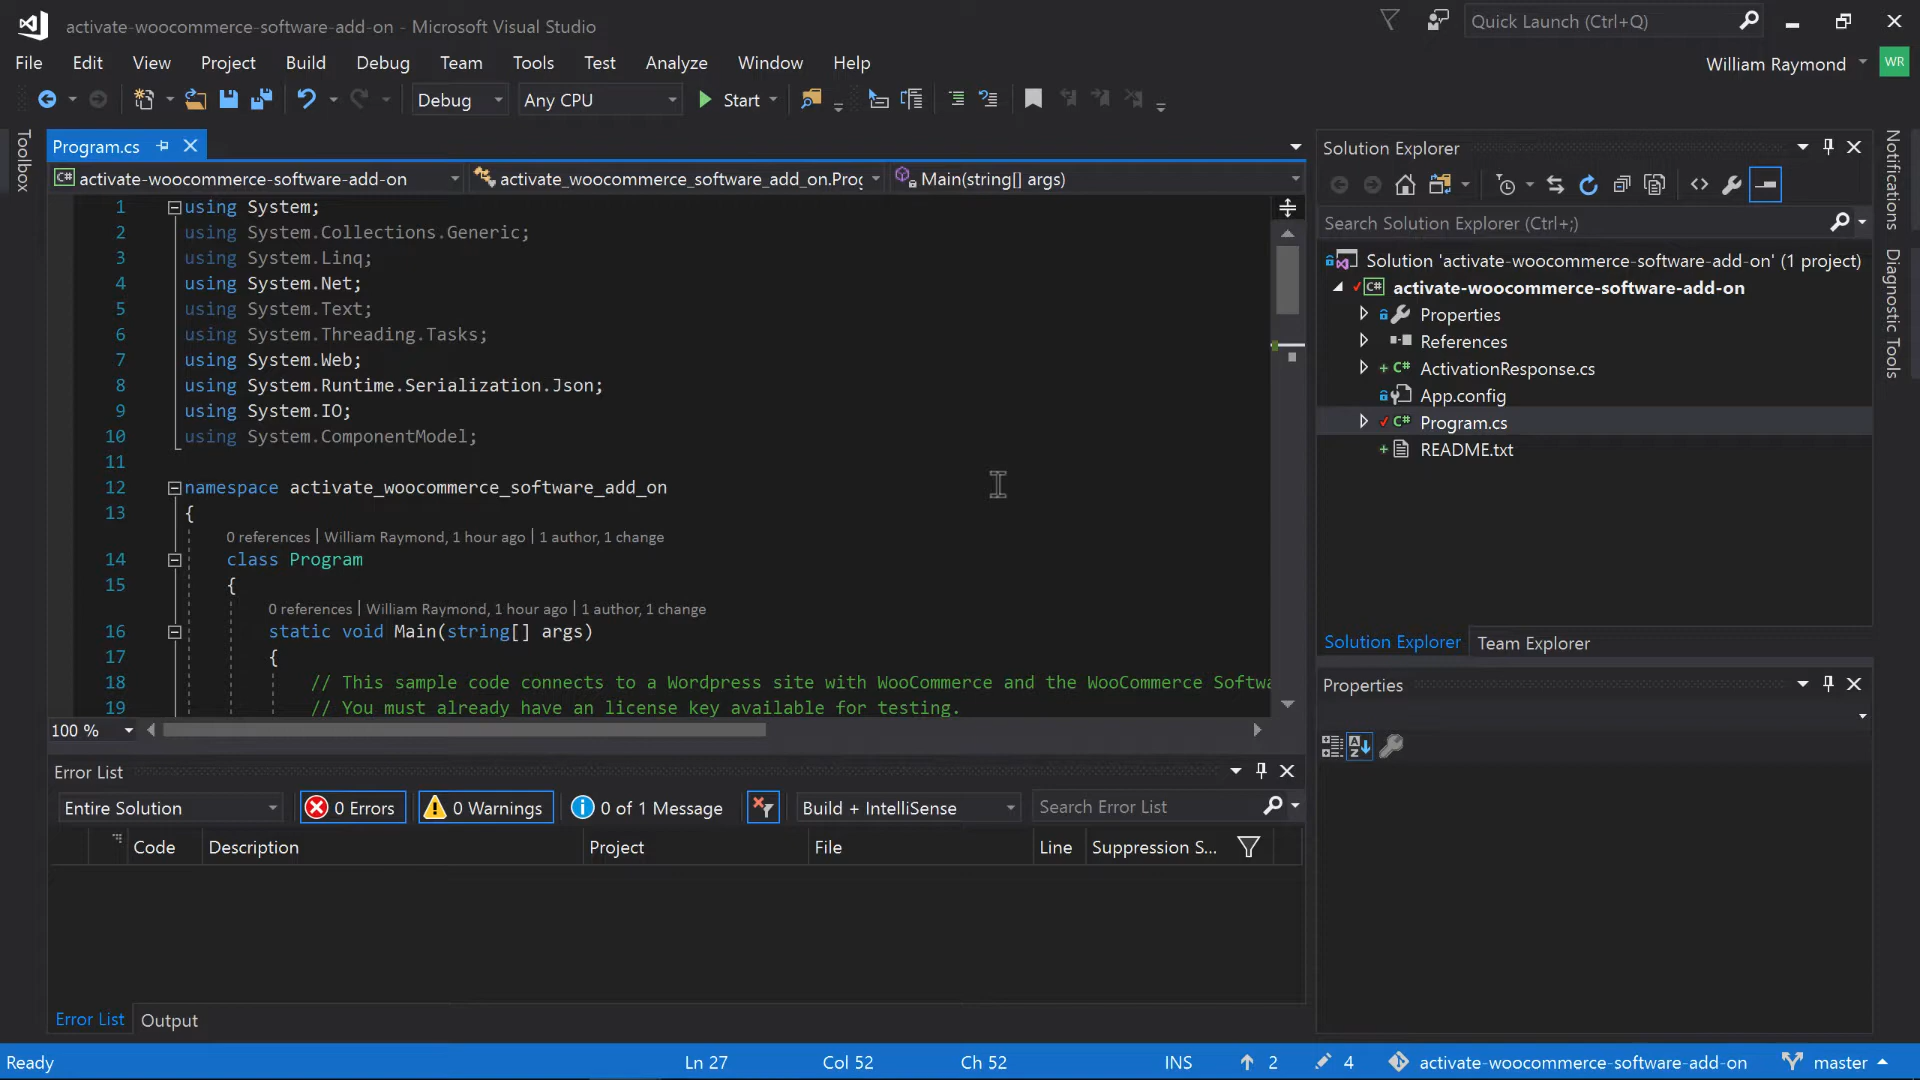 activate-woocommerce-software-add-on - Microsoft Visual Studio
Quick Launch (Ctrl+Q)
File Edit View Project Build Debug Team Tools Test Analyze Window Help
William Raymond WR
Debug Any CPU Start
Toolbox
Program.cs
activate-woocommerce-software-add-on activate_woocommerce_software_add_on.Prog Main(string[] args)
1 using System;
2 using System.Collections.Generic;
3 using System.Linq;
4 using System.Net;
5 using System.Text;
6 using System.Threading.Tasks;
7 using System.Web;
8 using System.Runtime.Serialization.Json;
9 using System.IO;
10 using System.ComponentModel;
11
12 namespace activate_woocommerce_software_add_on
13 {
0 references | William Raymond, 1 hour ago | 1 author, 1 change
14 class Program
15 {
0 references | William Raymond, 1 hour ago | 1 author, 1 change
16 static void Main(string[] args)
17 {
18 // This sample code connects to a Wordpress site with WooCommerce and the WooCommerce Softwa
19 // You must already have an license key available for testing.
100 %
Solution Explorer
Search Solution Explorer (Ctrl+;)
Solution 'activate-woocommerce-software-add-on' (1 project)
C# activate-woocommerce-software-add-on
Properties
References
C# ActivationResponse.cs
App.config
C# Program.cs
README.txt
Solution Explorer Team Explorer
Properties
Notifications
Diagnostic Tools
Error List
Entire Solution 0 Errors 0 Warnings 0 of 1 Message Build + IntelliSense Search Error List
Code Description Project File Line Suppression S...
Error List Output
Ready Ln 27 Col 52 Ch 52 INS 2 4 activate-woocommerce-software-add-on master